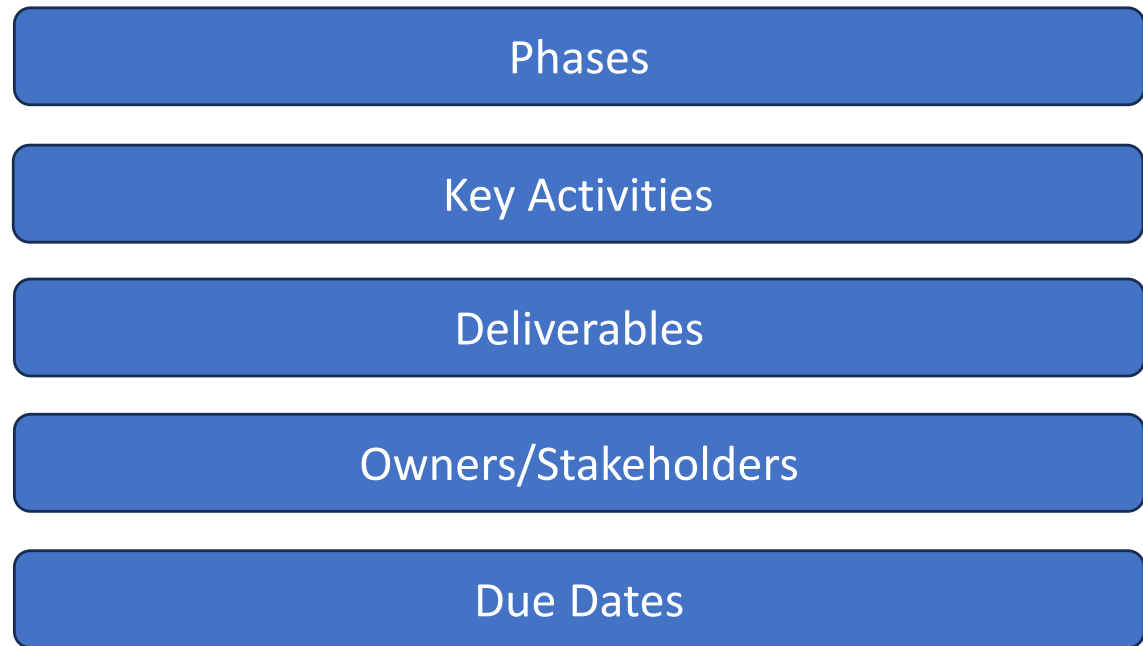 Phases
Key Activities
Deliverables
Owners/Stakeholders
Due Dates